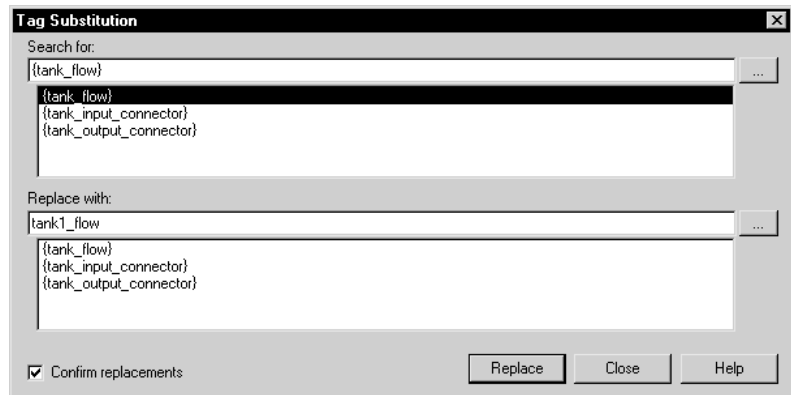 Tag Substitution
Search for:
{tank_flow}
...
{tank_flow}
{tank_input_connector}
{tank_output_connector}
Replace with:
tank1_flow
...
{tank_flow}
{tank_input_connector}
{tank_output_connector}
Confirm replacements
Replace
Close
Help